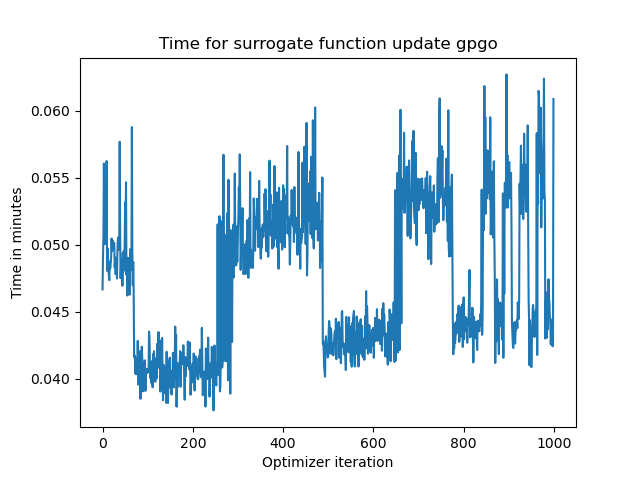 Time for surrogate function update gpgo
0.060
0.055
0.050
0.045
0.040
Time in minutes
0 200 400 600 800 1000
Optimizer iteration